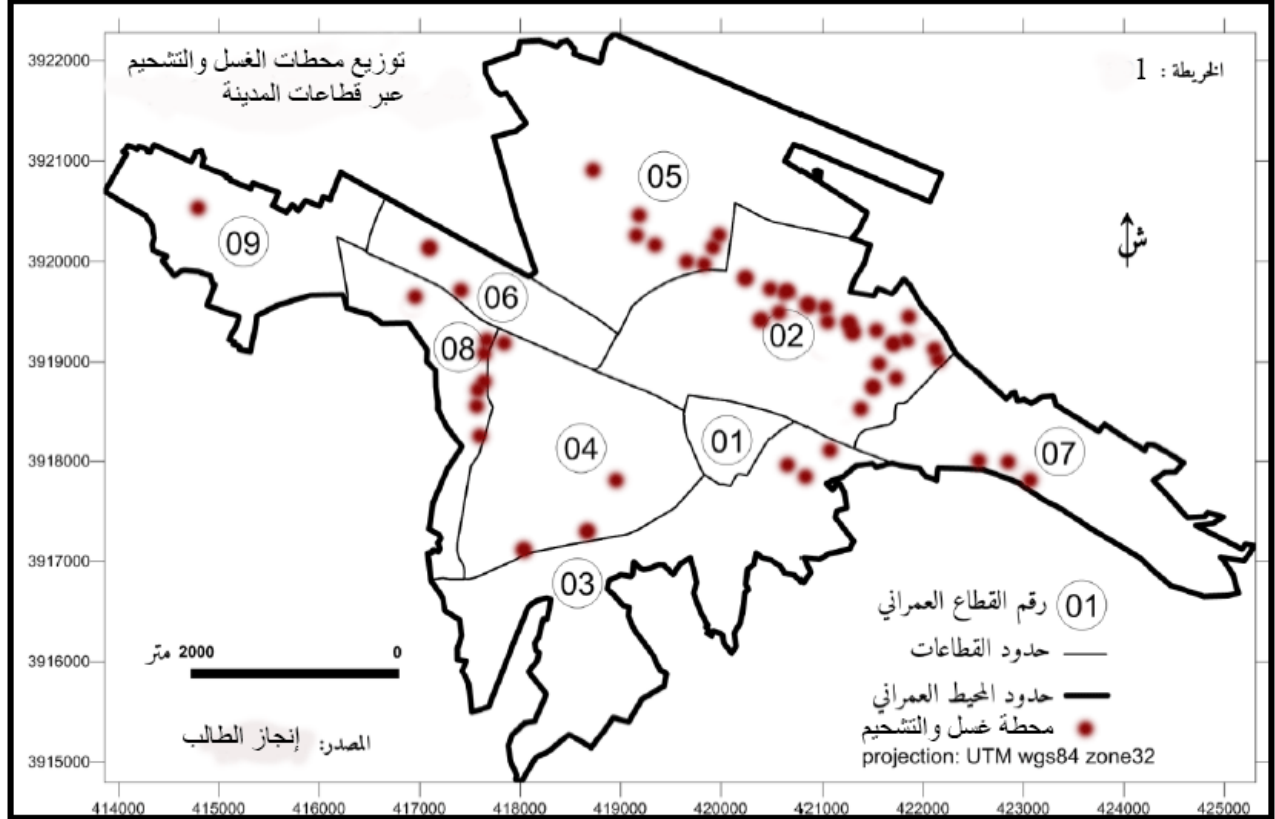 الخريطة : 1
توزيع محطات الغسل والتشحيم
عبر قطاعات المدينة
3922000
3921000
3920000
3919000
3918000
3917000
3916000
3915000
05
09
06
02
08
01
04
07
03
ش
01 رقم القطاع العمراني
حدود القطاعات
حدود المحيط العمراني
محطة غسل والتشحيم
projection: UTM wgs84 zone32
0 2000 متر
المصدر: إنجاز الطالب
414000 415000 416000 417000 418000 419000 420000 421000 422000 423000 424000 425000